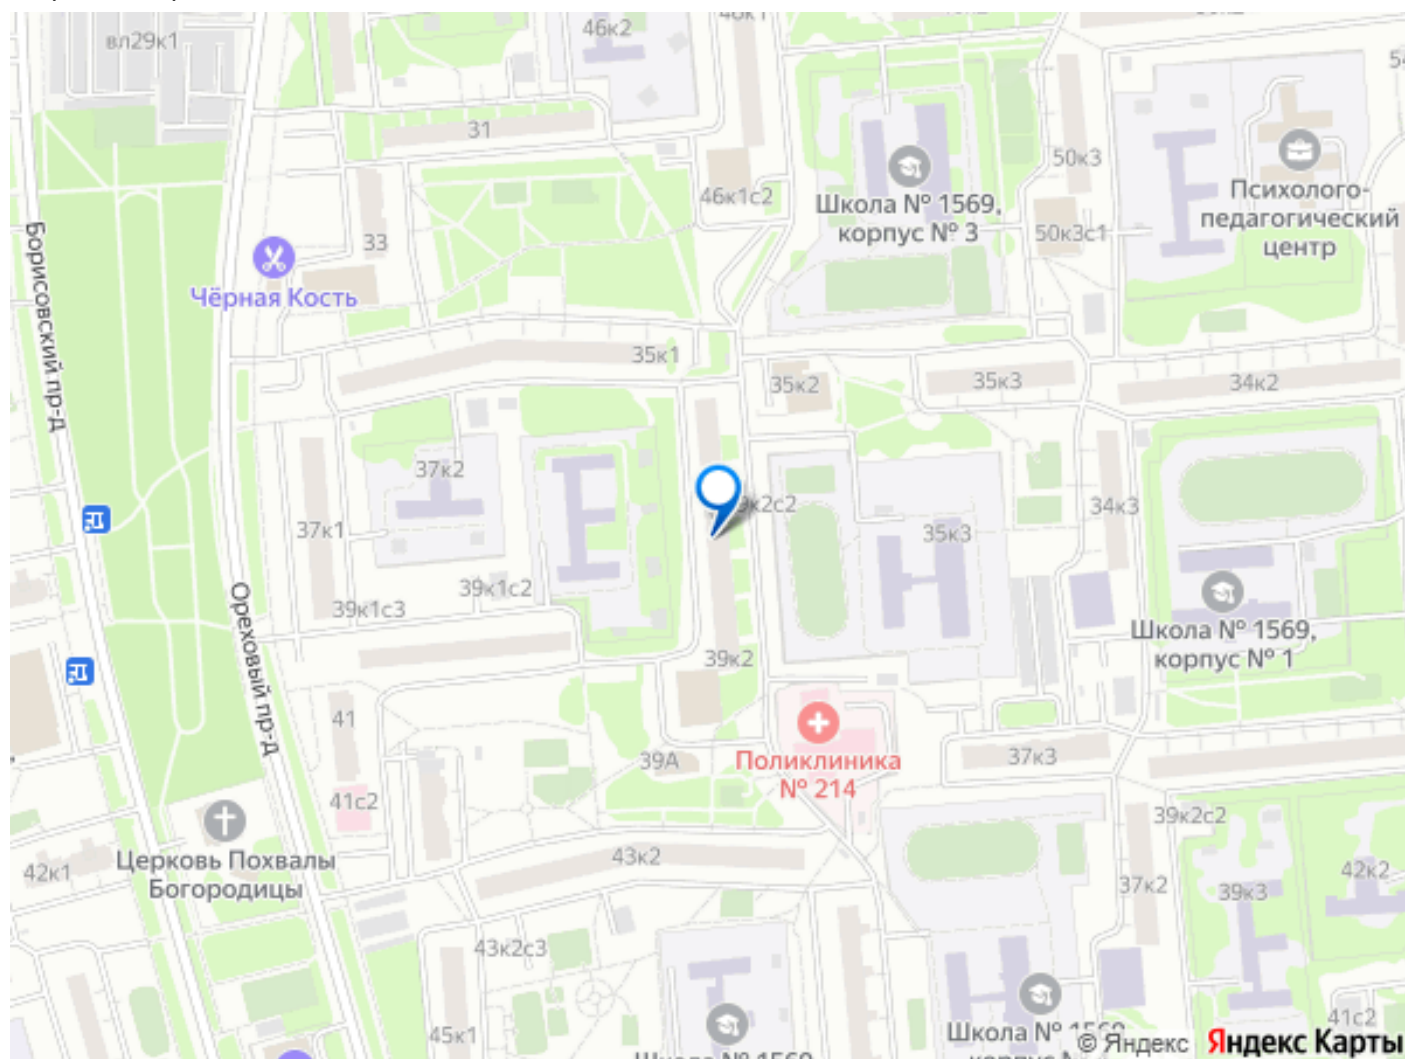 вл29к1
46к2
31
50к3
Школа № 1569,
корпус № 3
Психолого-
педагогический
центр
46к1с2
33
50к3с1
Борисовский пр-д
Чёрная Кость
35к1
35к2
35к3
34к2
37к2
37к1
34к3
35к3
39к1с2
39к1с3
Ореховый пр-д
Школа № 1569,
корпус № 1
39к2
41
Поликлиника
№ 214
39А
37к3
41с2
39к2с2
Церковь Похвалы
Богородицы
42к1
43к2
37к2
39к3
42к2
43к2с3
45к1
41с2
Школа №
© Яндекс
Яндекс Карты